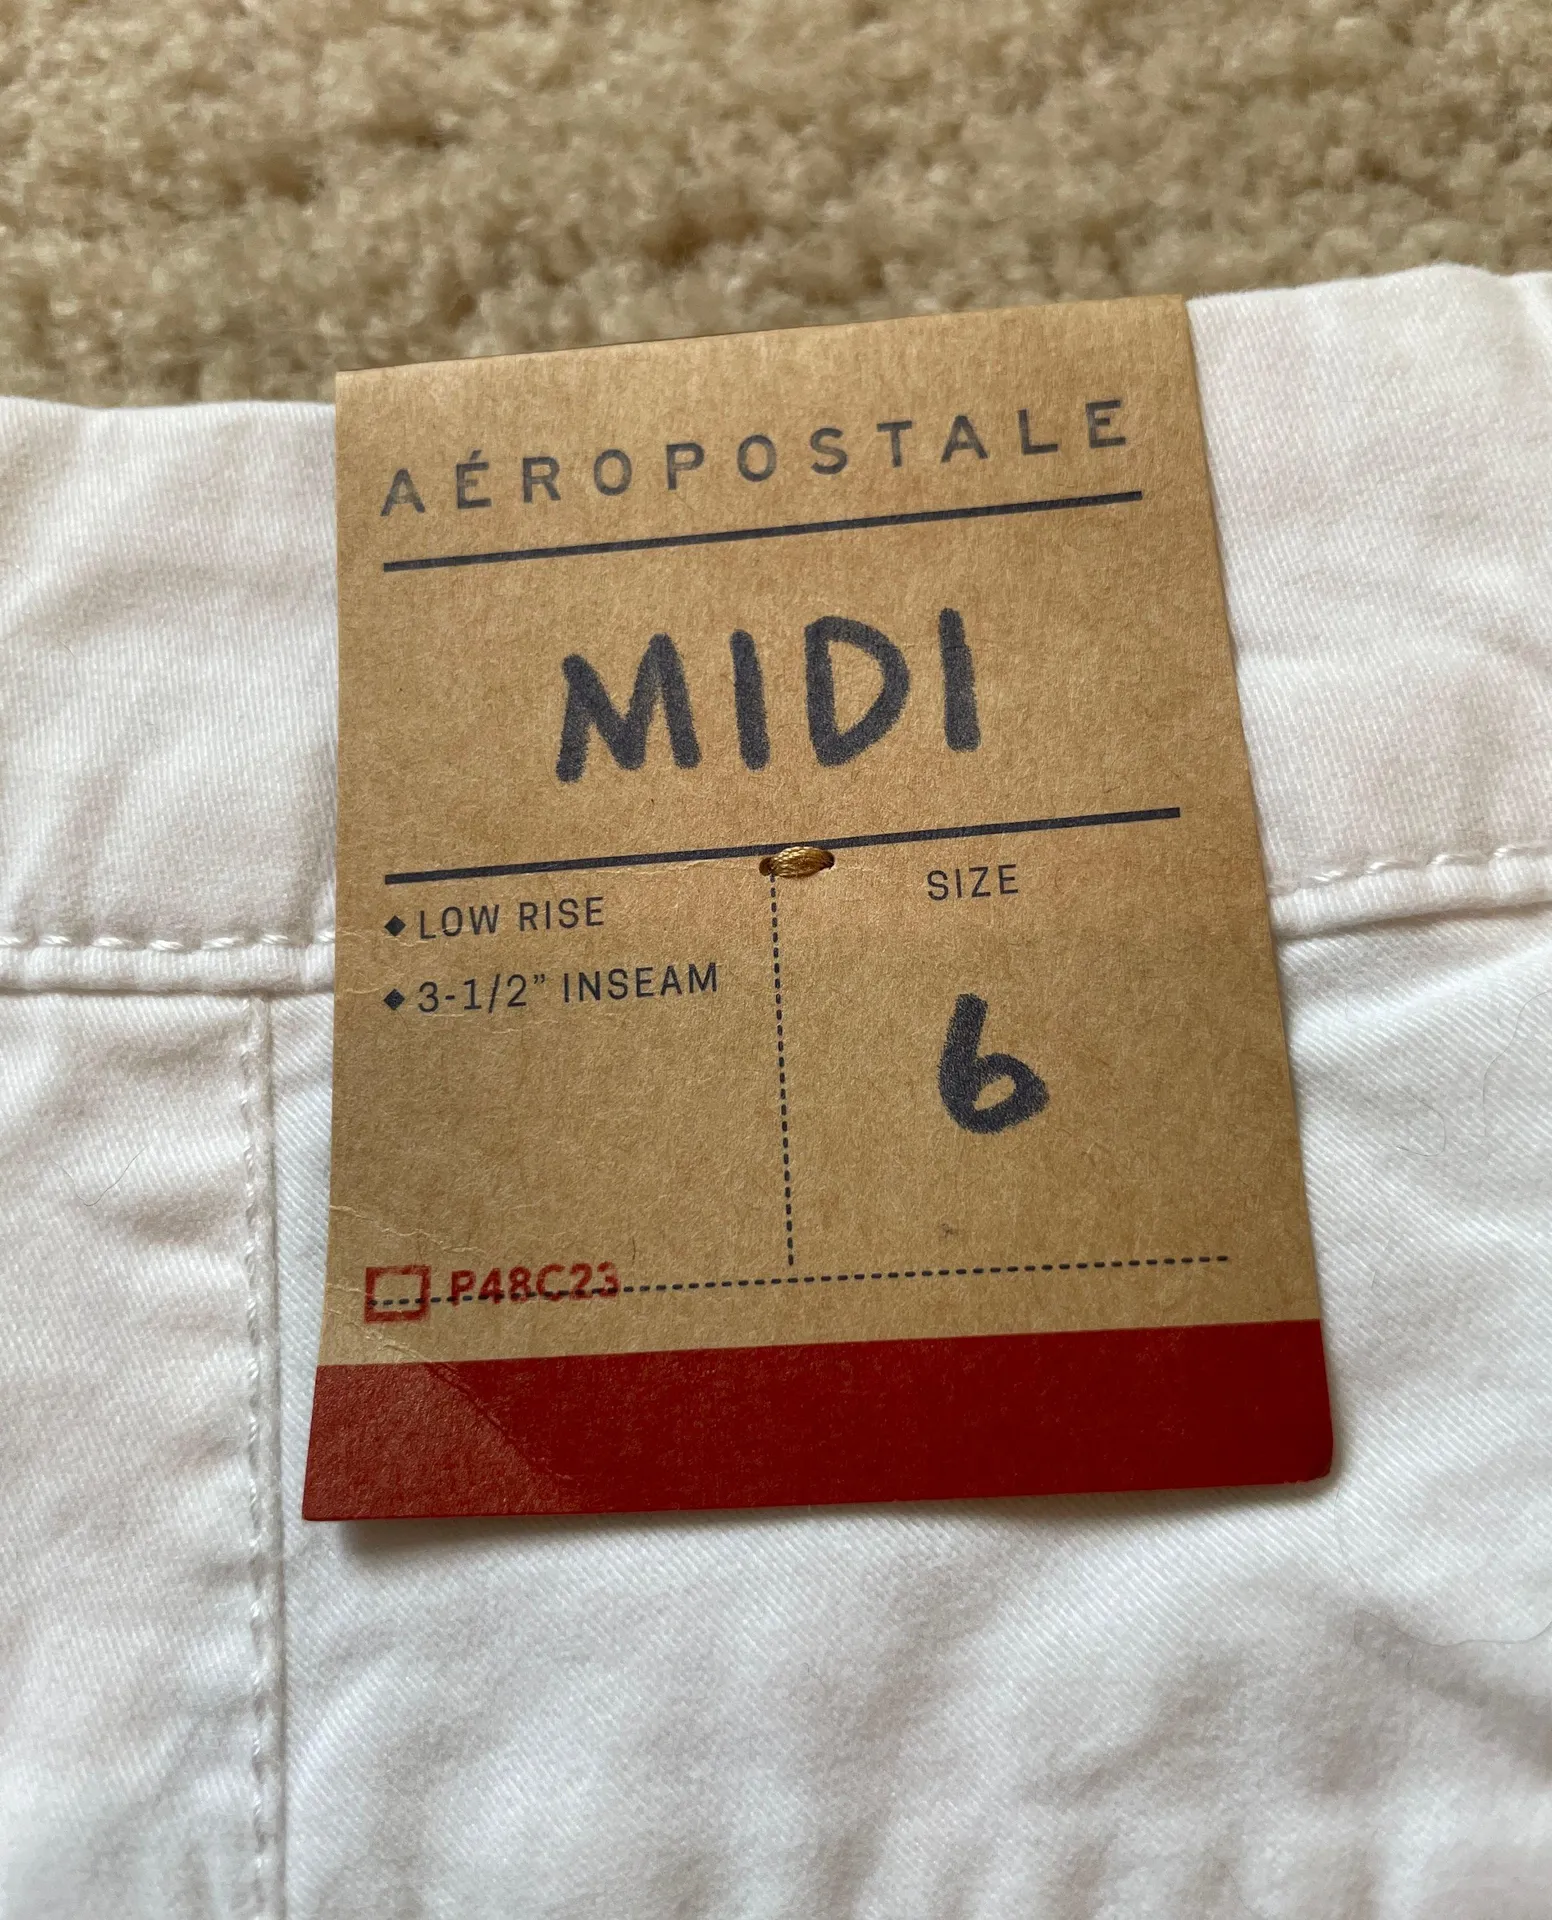 AÉROPOSTALE
MIDI
◆ LOW RISE
◆ 3-1/2” INSEAM
SIZE
6
P48C23